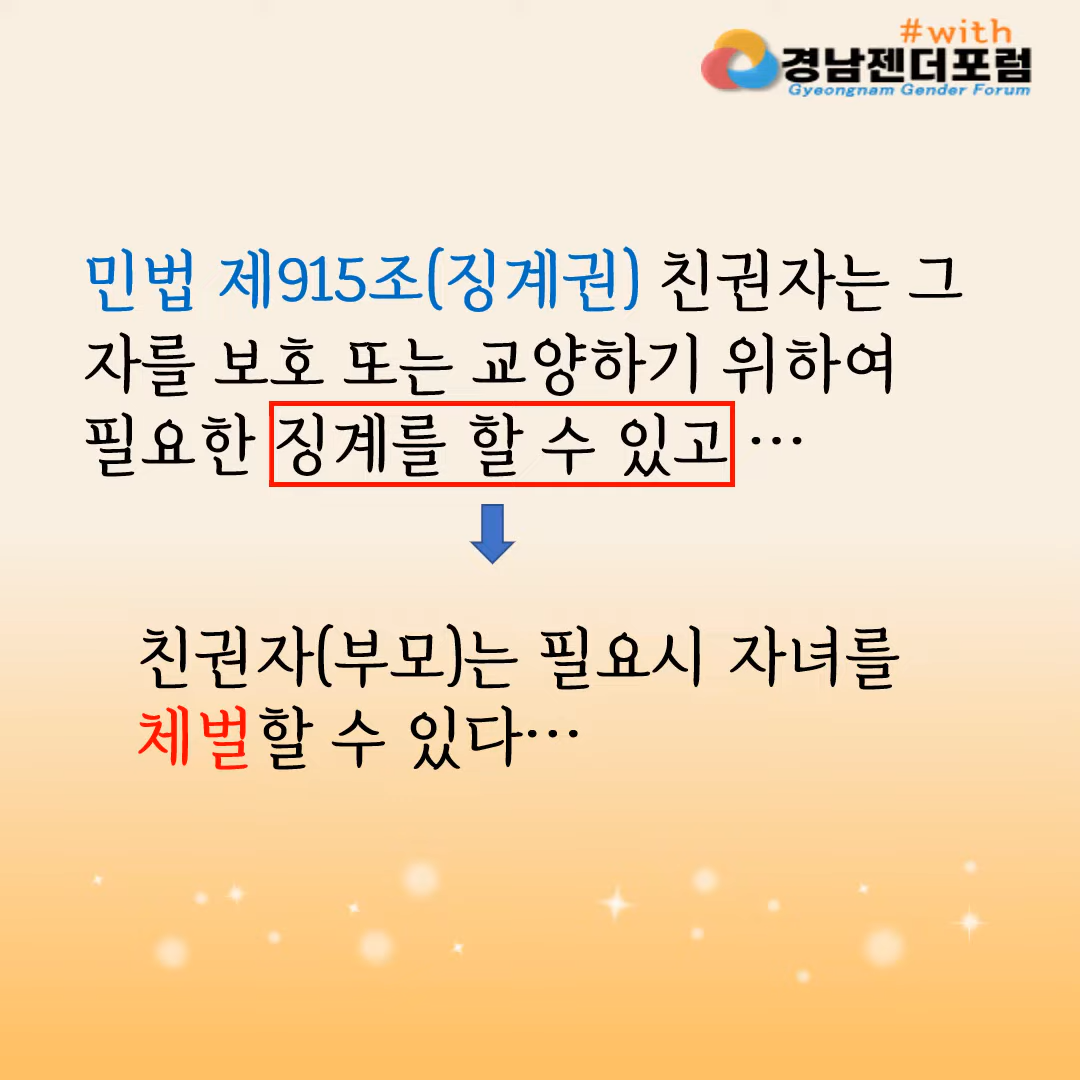 #with
경남젠더포럼
Gyeongnam Gender Forum
민법 제915조(징계권) 친권자는 그
자를 보호 또는 교양하기 위하여
필요한 징계를 할 수 있고 …
친권자(부모)는 필요시 자녀를
체벌할 수 있다…